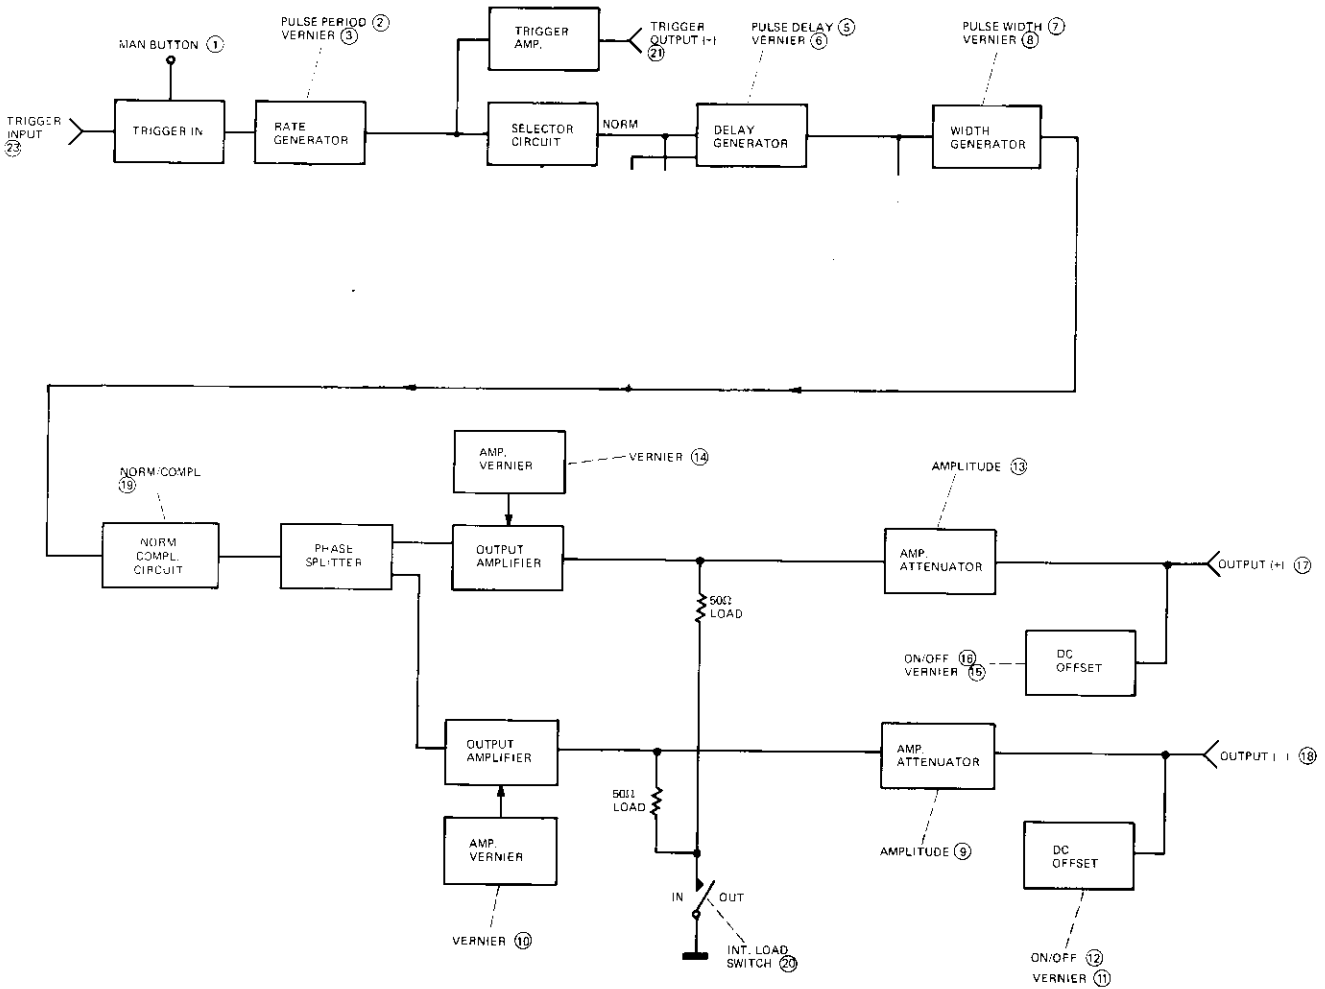 PULSE PERIOD 2
VERNIER 3
MAN BUTTON 1
TRIGGER AMP.
TRIGGER OUTPUT (+)
21
PULSE DELAY 5
VERNIER 6
PULSE WIDTH 7
VERNIER 8
TRIGGER INPUT
23
TRIGGER IN
RATE GENERATOR
SELECTOR CIRCUIT
NORM
DELAY GENERATOR
WIDTH GENERATOR
AMP. VERNIER
VERNIER 14
NORM/COMPL
19
AMPLITUDE 13
NORM COMPL. CIRCUIT
PHASE SPLITTER
OUTPUT AMPLIFIER
AMP. ATTENUATOR
OUTPUT (+) 17
50Ω LOAD
ON/OFF 16
VERNIER 15
DC OFFSET
OUTPUT AMPLIFIER
AMP. ATTENUATOR
OUTPUT (-) 18
50Ω LOAD
AMP. VERNIER
AMPLITUDE 9
DC OFFSET
IN OUT
VERNIER 10
INT. LOAD SWITCH 20
ON/OFF 12
VERNIER 11